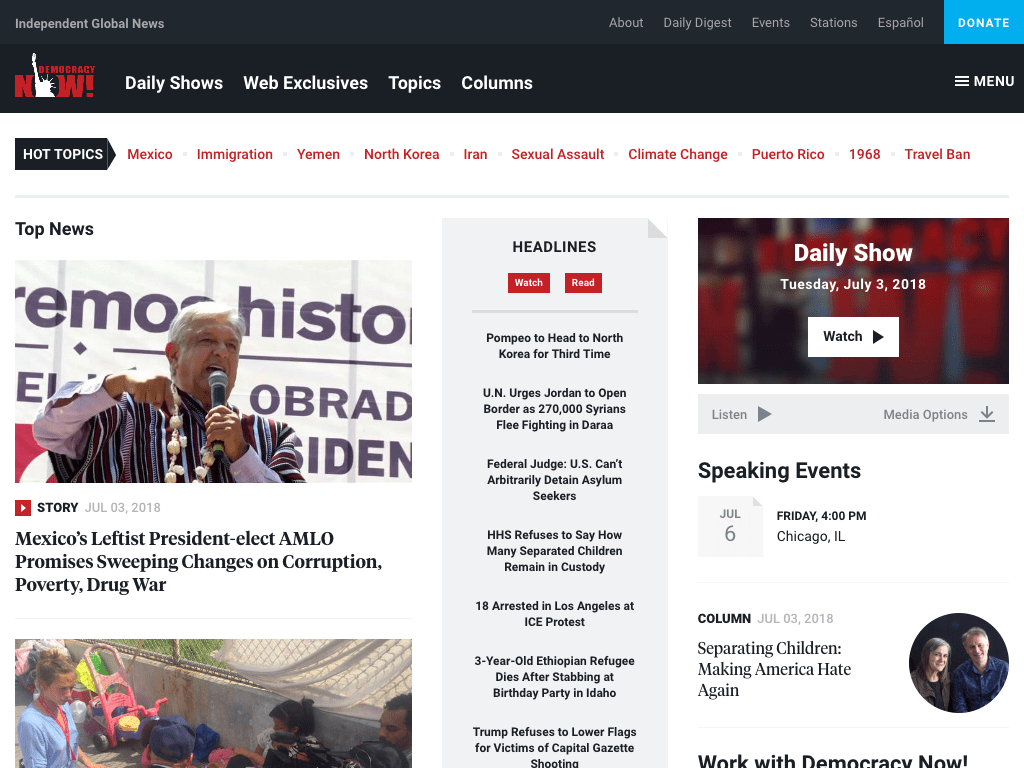 Independent Global News
About
Daily Digest
Events
Stations
Español
DONATE
DEMOCRACY
NOW!
Daily Shows
Web Exclusives
Topics
Columns
MENU
HOT TOPICS
Mexico
Immigration
Yemen
North Korea
Iran
Sexual Assault
Climate Change
Puerto Rico
1968
Travel Ban
Top News
remos histo
OBRAD
SIDEN
STORY JUL 03, 2018
Mexico’s Leftist President-elect AMLO
Promises Sweeping Changes on Corruption,
Poverty, Drug War
HEADLINES
Watch
Read
Pompeo to Head to North
Korea for Third Time
U.N. Urges Jordan to Open
Border as 270,000 Syrians
Flee Fighting in Daraa
Federal Judge: U.S. Can’t
Arbitrarily Detain Asylum
Seekers
HHS Refuses to Say How
Many Separated Children
Remain in Custody
18 Arrested in Los Angeles at
ICE Protest
3-Year-Old Ethiopian Refugee
Dies After Stabbing at
Birthday Party in Idaho
Trump Refuses to Lower Flags
for Victims of Capital Gazette
Shooting
Daily Show
Tuesday, July 3, 2018
Watch
Listen
Media Options
Speaking Events
JUL
6
FRIDAY, 4:00 PM
Chicago, IL
COLUMN JUL 03, 2018
Separating Children:
Making America Hate
Again
Work with Democracy Now!